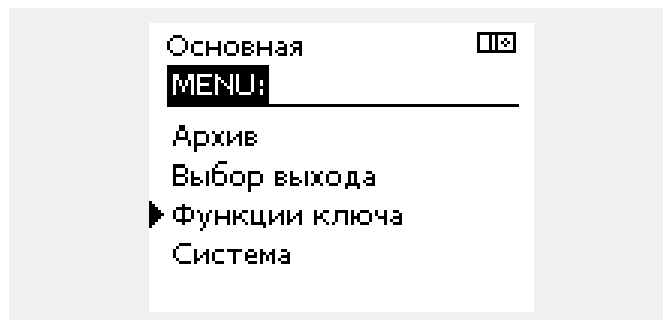 Основная
MENU:
Архив
Выбор выхода
Функции ключа
Система